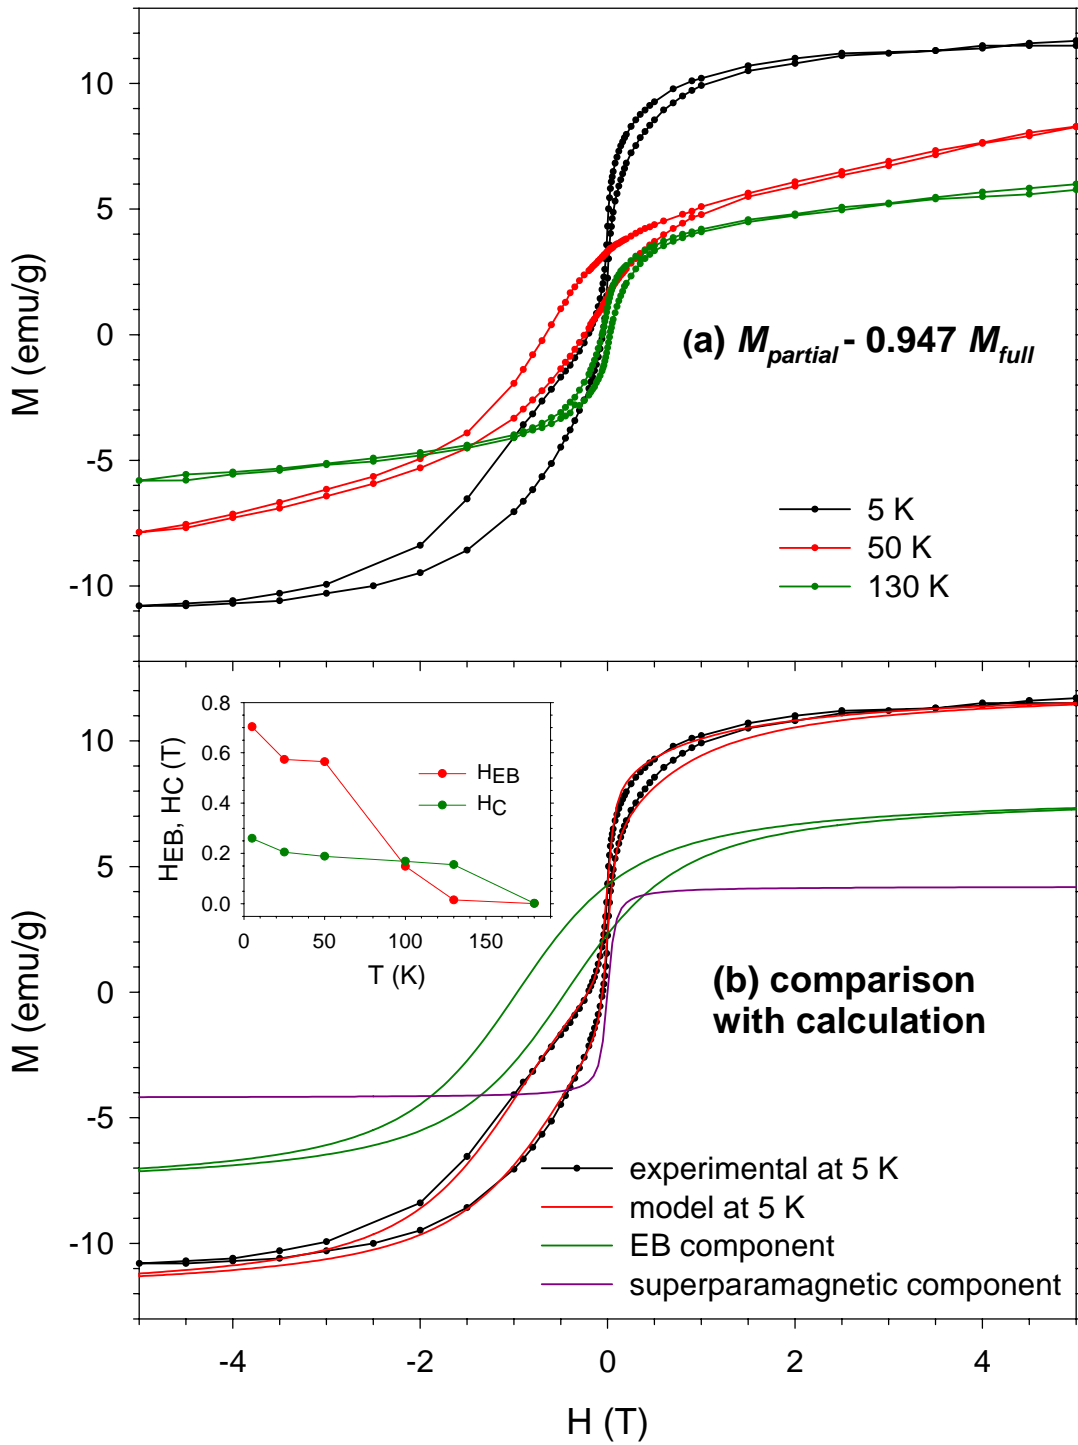 10
5
0
-5
-10
M (emu/g)
(a) Mpartial - 0.947 Mfull
5 K
50 K
130 K
10
5
0
-5
-10
M (emu/g)
0.8
0.6
0.4
0.2
0.0
HEB, HC (T)
HEB
HC
0 50 100 150
T (K)
(b) comparison
with calculation
experimental at 5 K
model at 5 K
EB component
superparamagnetic component
-4 -2 0 2 4
H (T)